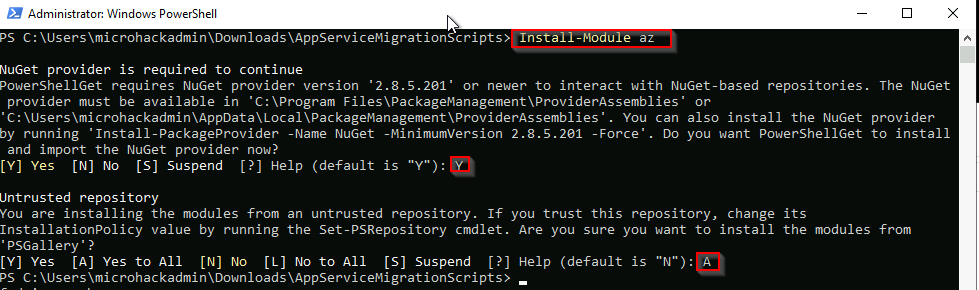 Administrator: Windows PowerShell
PS C:\Users\microhackadmin\Downloads\AppServiceMigrationScripts> Install-Module az
NuGet provider is required to continue
PowerShellGet requires NuGet provider version '2.8.5.201' or newer to interact with NuGet-based repositories. The NuGet
provider must be available in 'C:\Program Files\PackageManagement\ProviderAssemblies' or
'C:\Users\microhackadmin\AppData\Local\PackageManagement\ProviderAssemblies'. You can also install the NuGet provider
by running 'Install-PackageProvider -Name NuGet -MinimumVersion 2.8.5.201 -Force'. Do you want PowerShellGet to install
and import the NuGet provider now?
[Y] Yes  [N] No  [S] Suspend  [?] Help (default is "Y"): Y
Untrusted repository
You are installing the modules from an untrusted repository. If you trust this repository, change its
InstallationPolicy value by running the Set-PSRepository cmdlet. Are you sure you want to install the modules from
'PSGallery'?
[Y] Yes  [A] Yes to All  [N] No  [L] No to All  [S] Suspend  [?] Help (default is "N"): A
PS C:\Users\microhackadmin\Downloads\AppServiceMigrationScripts>